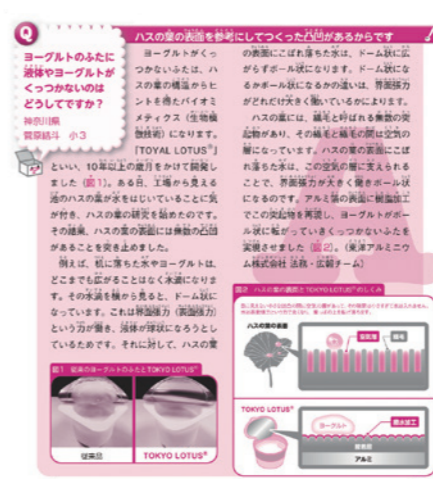 Q
ヨーグルトのふたに
液体やヨーグルトが
くっつかないのは
どうしてですか？
神奈川県
菅原結斗 小3
ハスの葉の表面を参考にしてつくった凸凹があるからです
ヨーグルトがくっ
つかないふたは、ハ
スの葉の構造からヒ
ントを得たバイオミ
メティクス（生物模
倣技術）になります。
「TOYAL LOTUS®」
といい、10年以上の歳月をかけて開発し
ました（図1）。ある日、工場から見える
池のハスの葉が水をはじいていることに気
が付き、ハスの葉の研究を始めたのです。
その結果、ハスの葉の表面には無数の凸凹
があることを突き止めました。
例えば、机に落ちた水やヨーグルトは、
どこまでも広がることなく水滴になりま
す。その水滴を横から見ると、ドーム状に
なっています。これは界面張力（表面張力）
という力が働き、液体が球状になろうとし
ているためです。それに対して、ハスの葉
の表面にこぼれ落ちた水は、ドーム状に広
がらずボール状になります。ドーム状にな
るかボール状になるかの違いは、界面張力
がどれだけ大きく働いているかによります。
ハスの葉には、繊毛と呼ばれる無数の突
起物があり、その繊毛と繊毛の間は空気の
層になっています。ハスの葉の表面にこぼ
れ落ちた水は、この空気の層に支えられる
ことで、界面張力が大きく働きボール状
になるのです。アルミ箔の表面に樹脂加工
でこの突起物を再現し、ヨーグルトがボー
ル状に転がっていきくっつかないふたを
実現させました（図2）。（東洋アルミニウ
ム株式会社 法務・広報チーム）
図1 従来のヨーグルトのふたとTOKYO LOTUS®
従来品
TOKYO LOTUS®
図2 ハスの葉の表面とTOKYO LOTUS®のしくみ
ハスの葉の表面
空気層
繊毛
TOKYO LOTUS®
ヨーグルト
撥水加工
アルミ